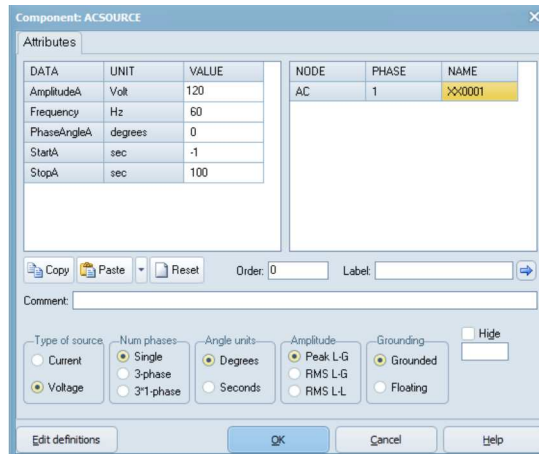 Component: ACSOURCE
Attributes
DATA UNIT VALUE
AmplitudeA Volt 120
Frequency Hz 60
PhaseAngleA degrees 0
StartA sec -1
StopA sec 100
NODE PHASE NAME
AC 1 XX0001
Copy Paste Reset Order: 0 Label:
Comment:
Type of source
Current
Voltage
Num phases
Single
3-phase
3*1-phase
Angle units
Degrees
Seconds
Amplitude
Peak L-G
RMS L-G
RMS L-L
Grounding
Grounded
Floating
Hide
Edit definitions OK Cancel Help